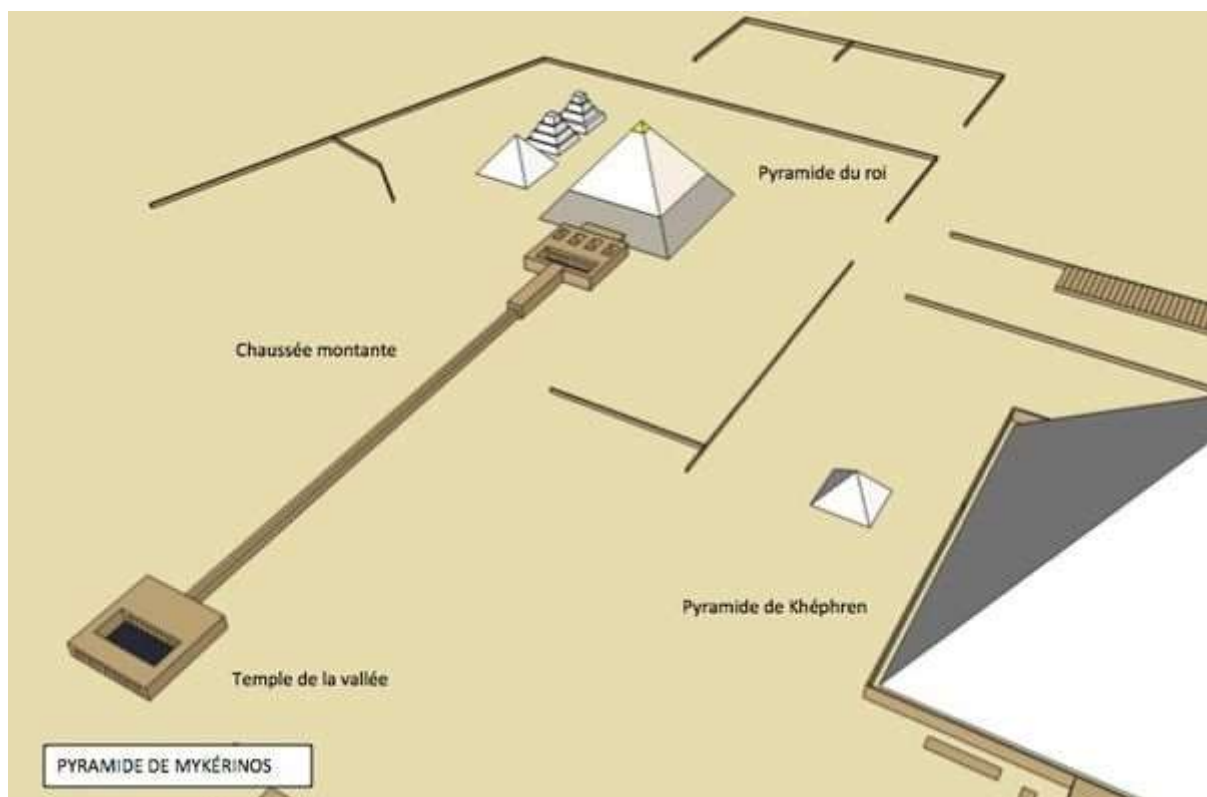 Pyramide du roi
Chaussée montante
Pyramide de Khéphren
Temple de la vallée
PYRAMIDE DE MYKÉRINOS